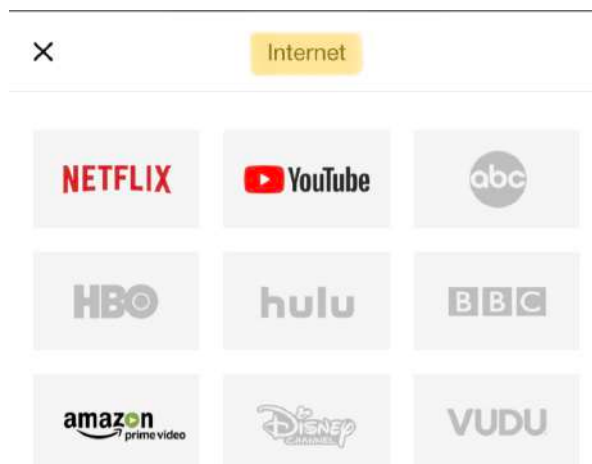 Internet
NETFLIX
YouTube
abc
HBO
hulu
BBC
amazon
prime video
Disney
CHANNEL
VUDU